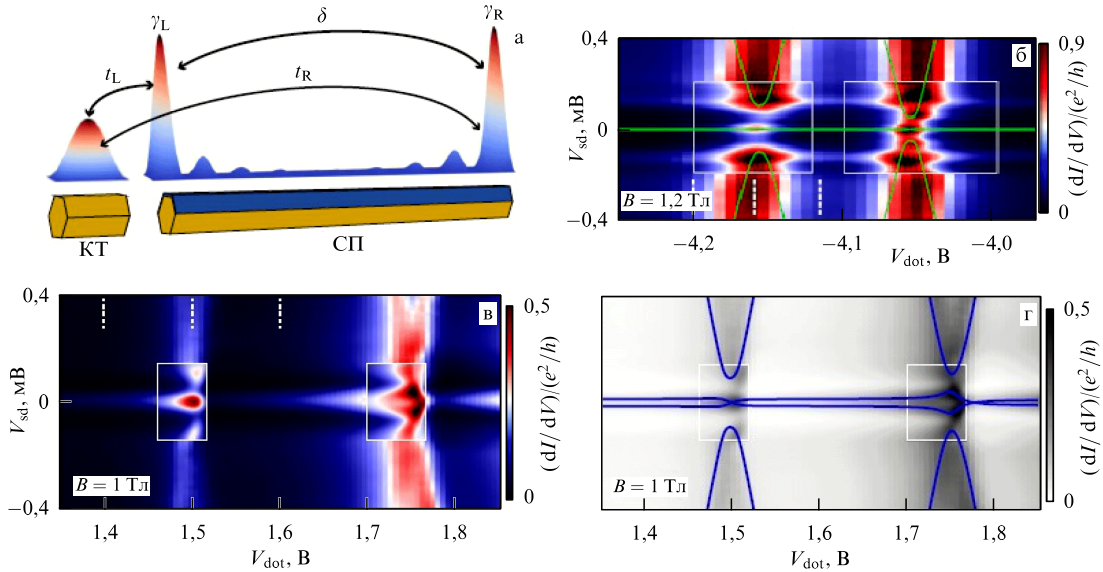 а
γL
γR
δ
tL
tR
КТ
СП
б
0,4
0
−0,4
Vsd, мВ
B = 1,2 Тл
−4,2
−4,1
−4,0
Vdot, В
0,9
0
(dI/dV)/(e²/h)
в
0,4
0
−0,4
Vsd, мВ
B = 1 Тл
1,4
1,5
1,6
1,7
1,8
Vdot, В
0,5
0
(dI/dV)/(e²/h)
г
B = 1 Тл
1,4
1,5
1,6
1,7
1,8
Vdot, В
0,5
0
(dI/dV)/(e²/h)